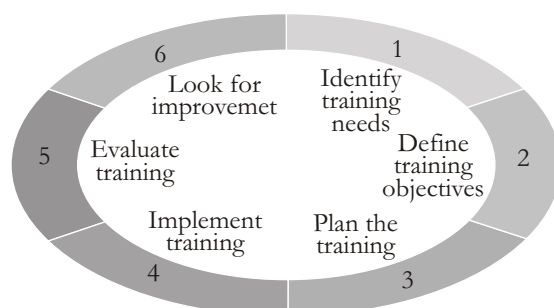 1
Identify
training
needs
2
Define
training
objectives
3
Plan the
training
4
Implement
training
5
Evaluate
training
6
Look for
improvemet